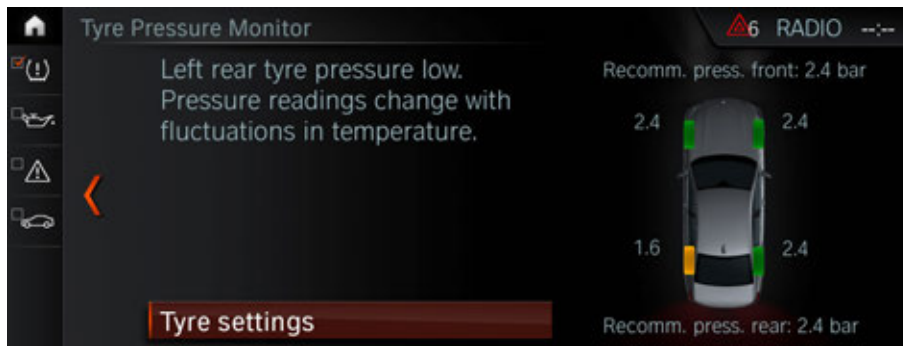 Tyre Pressure Monitor
6 RADIO --:--
Left rear tyre pressure low.
Pressure readings change with
fluctuations in temperature.
Recomm. press. front: 2.4 bar
2.4 2.4
1.6 2.4
Tyre settings
Recomm. press. rear: 2.4 bar